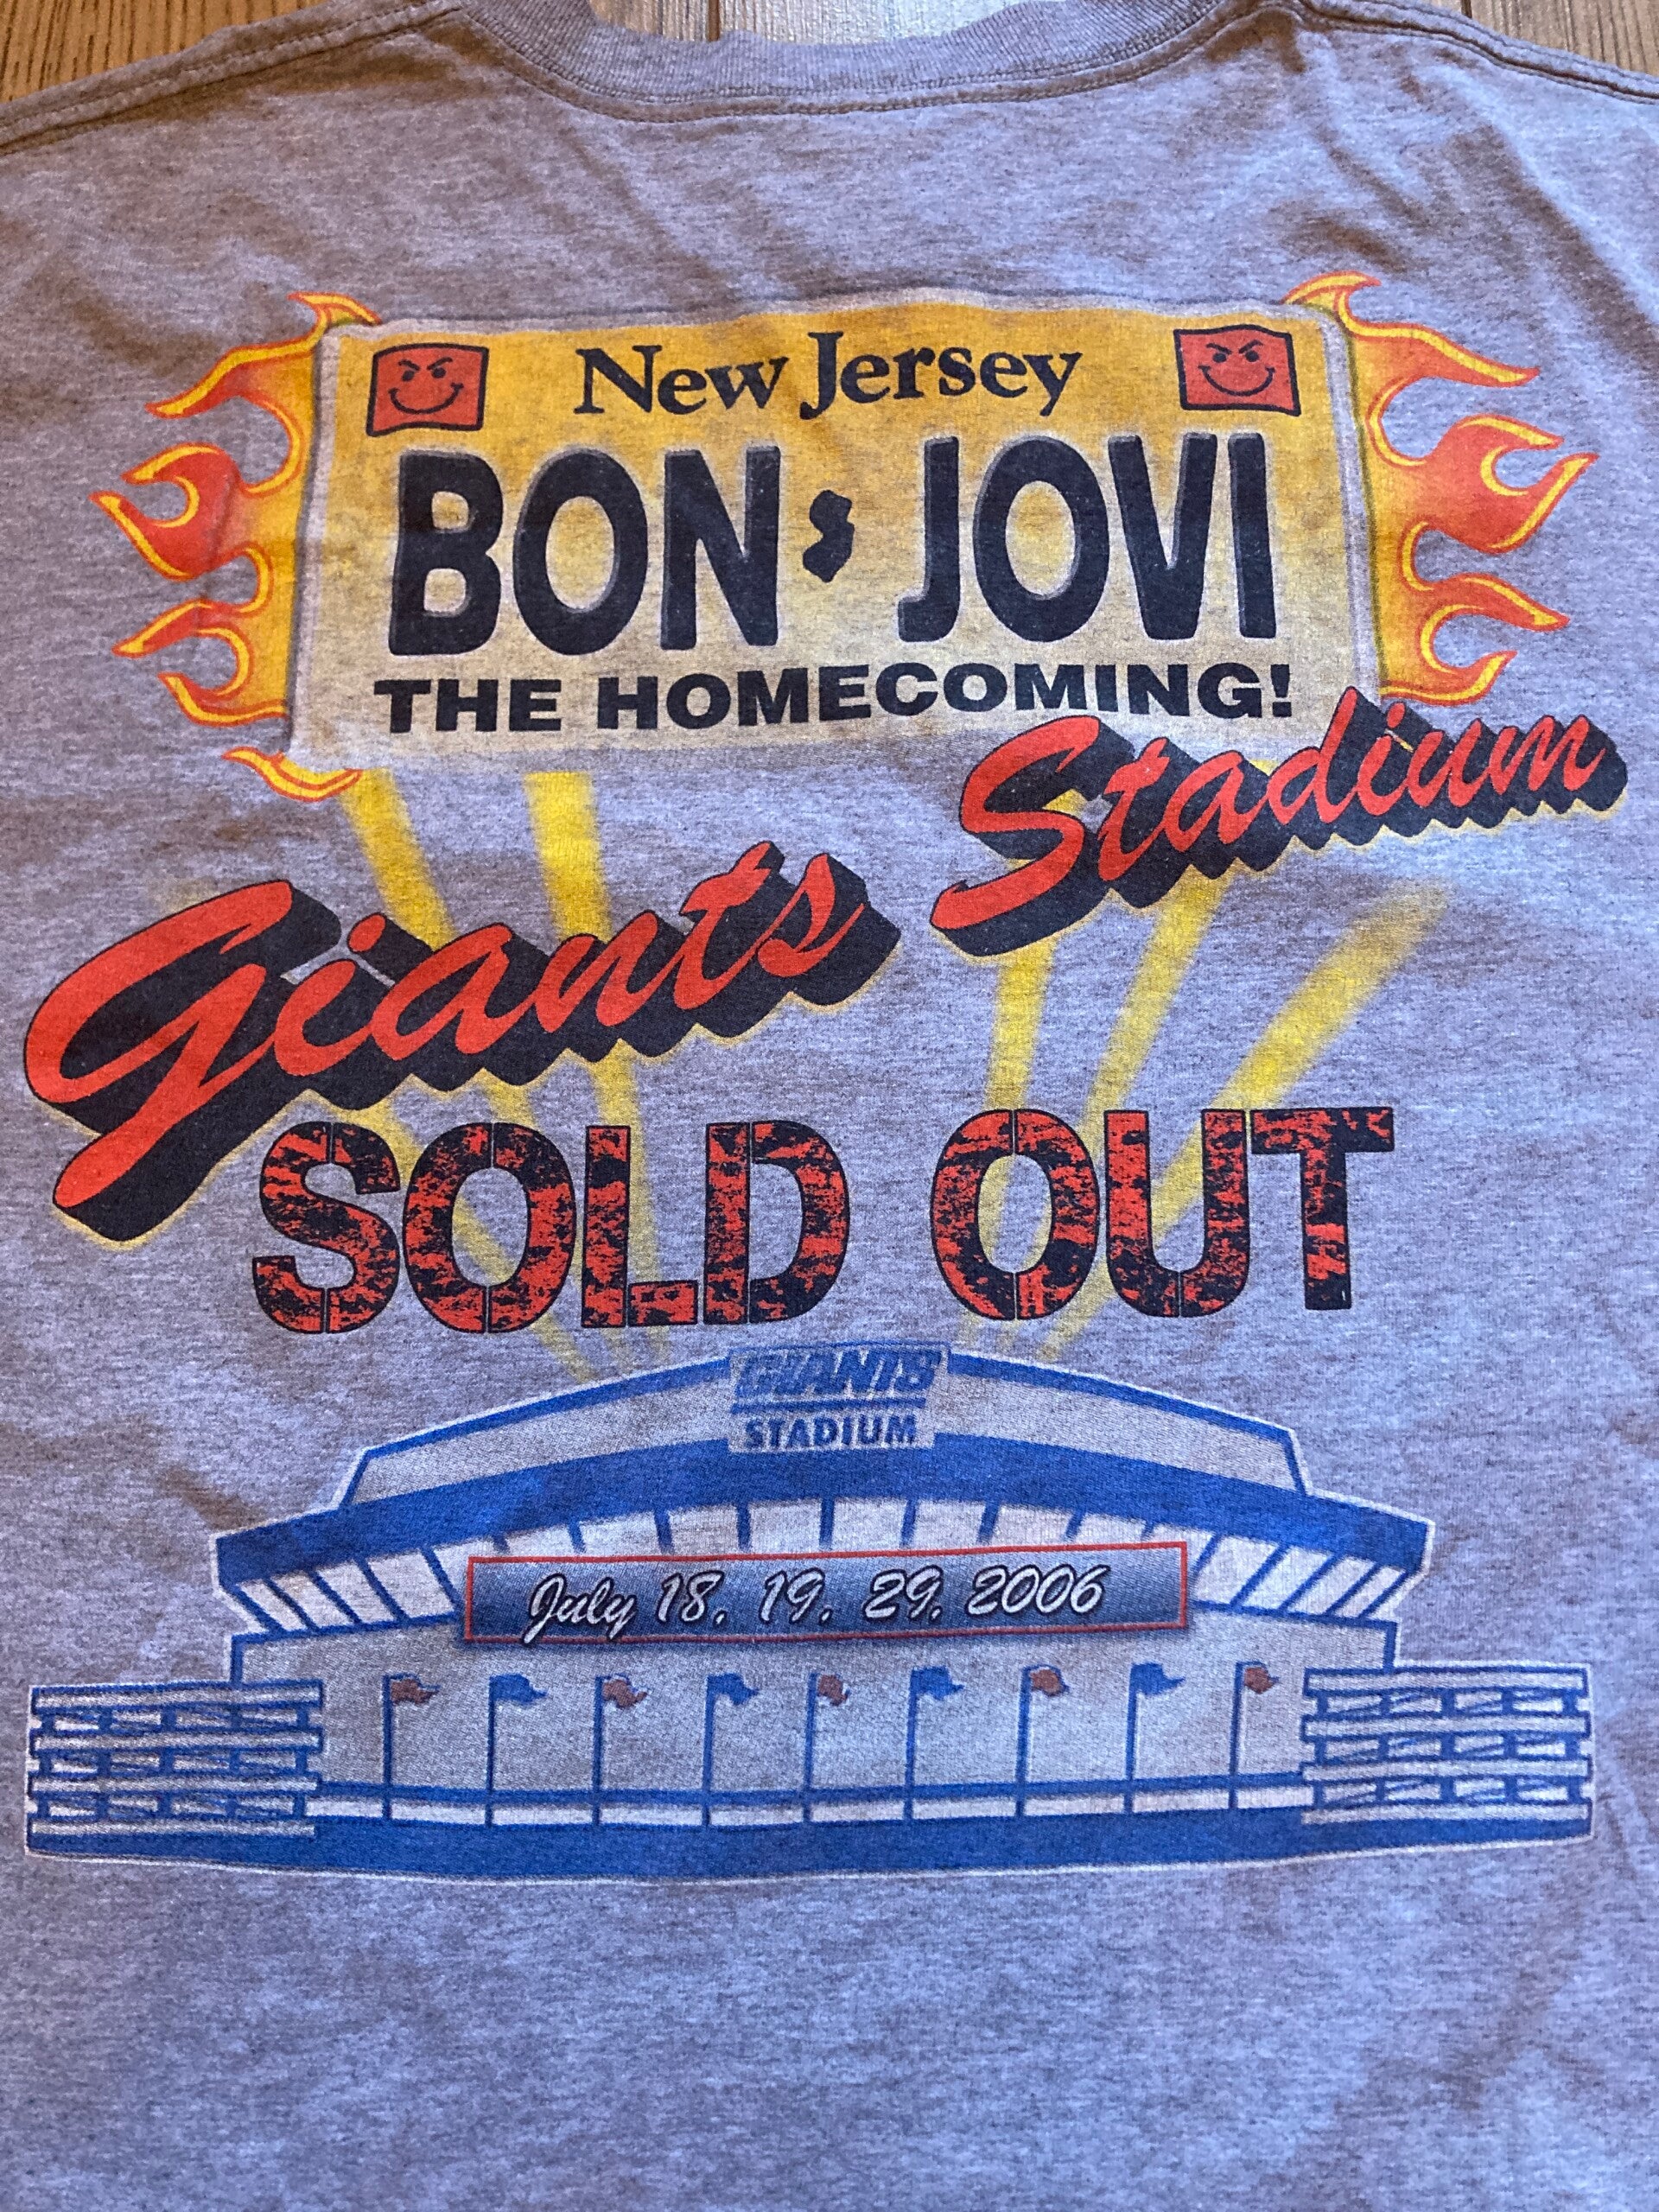 New Jersey
BON JOVI
THE HOMECOMING!
Giants Stadium
SOLD OUT
GIANTS
STADIUM
July 18, 19, 29, 2006